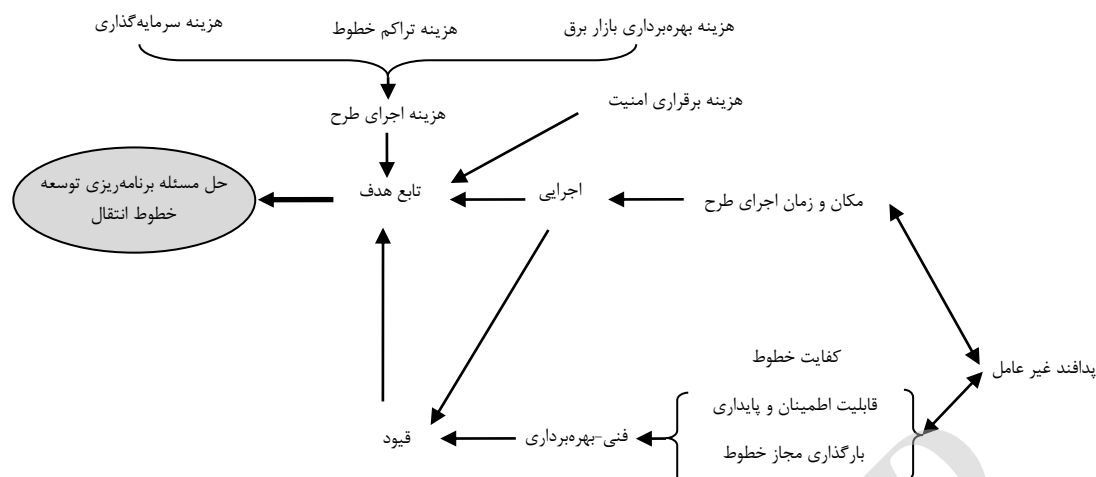 هزینه سرمایه‌گذاری
هزینه تراکم خطوط
هزینه بهره‌برداری بازار برق
هزینه اجرای طرح
هزینه برقراری امنیت
حل مسئله برنامه‌ریزی توسعه
خطوط انتقال
تابع هدف
اجرایی
مکان و زمان اجرای طرح
پدافند غیر عامل
کفایت خطوط
قابلیت اطمینان و پایداری
بارگذاری مجاز خطوط
فنی-بهره‌برداری
قیود